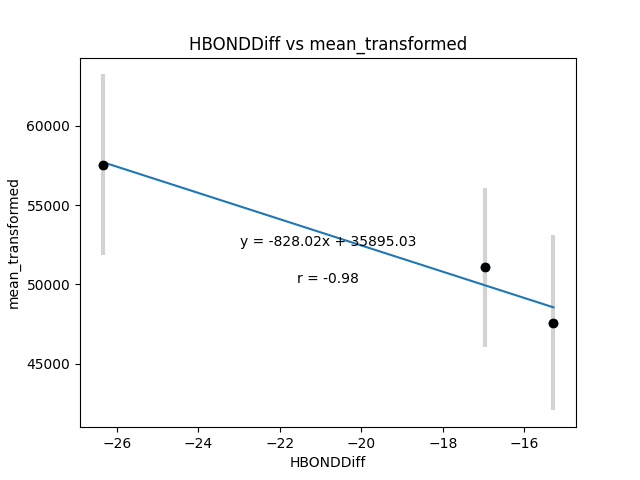 HBONDDiff vs mean_transformed
mean_transformed
60000
55000
50000
45000
y = -828.02x + 35895.03
r = -0.98
−26
−24
−22
−20
−18
−16
HBONDDiff